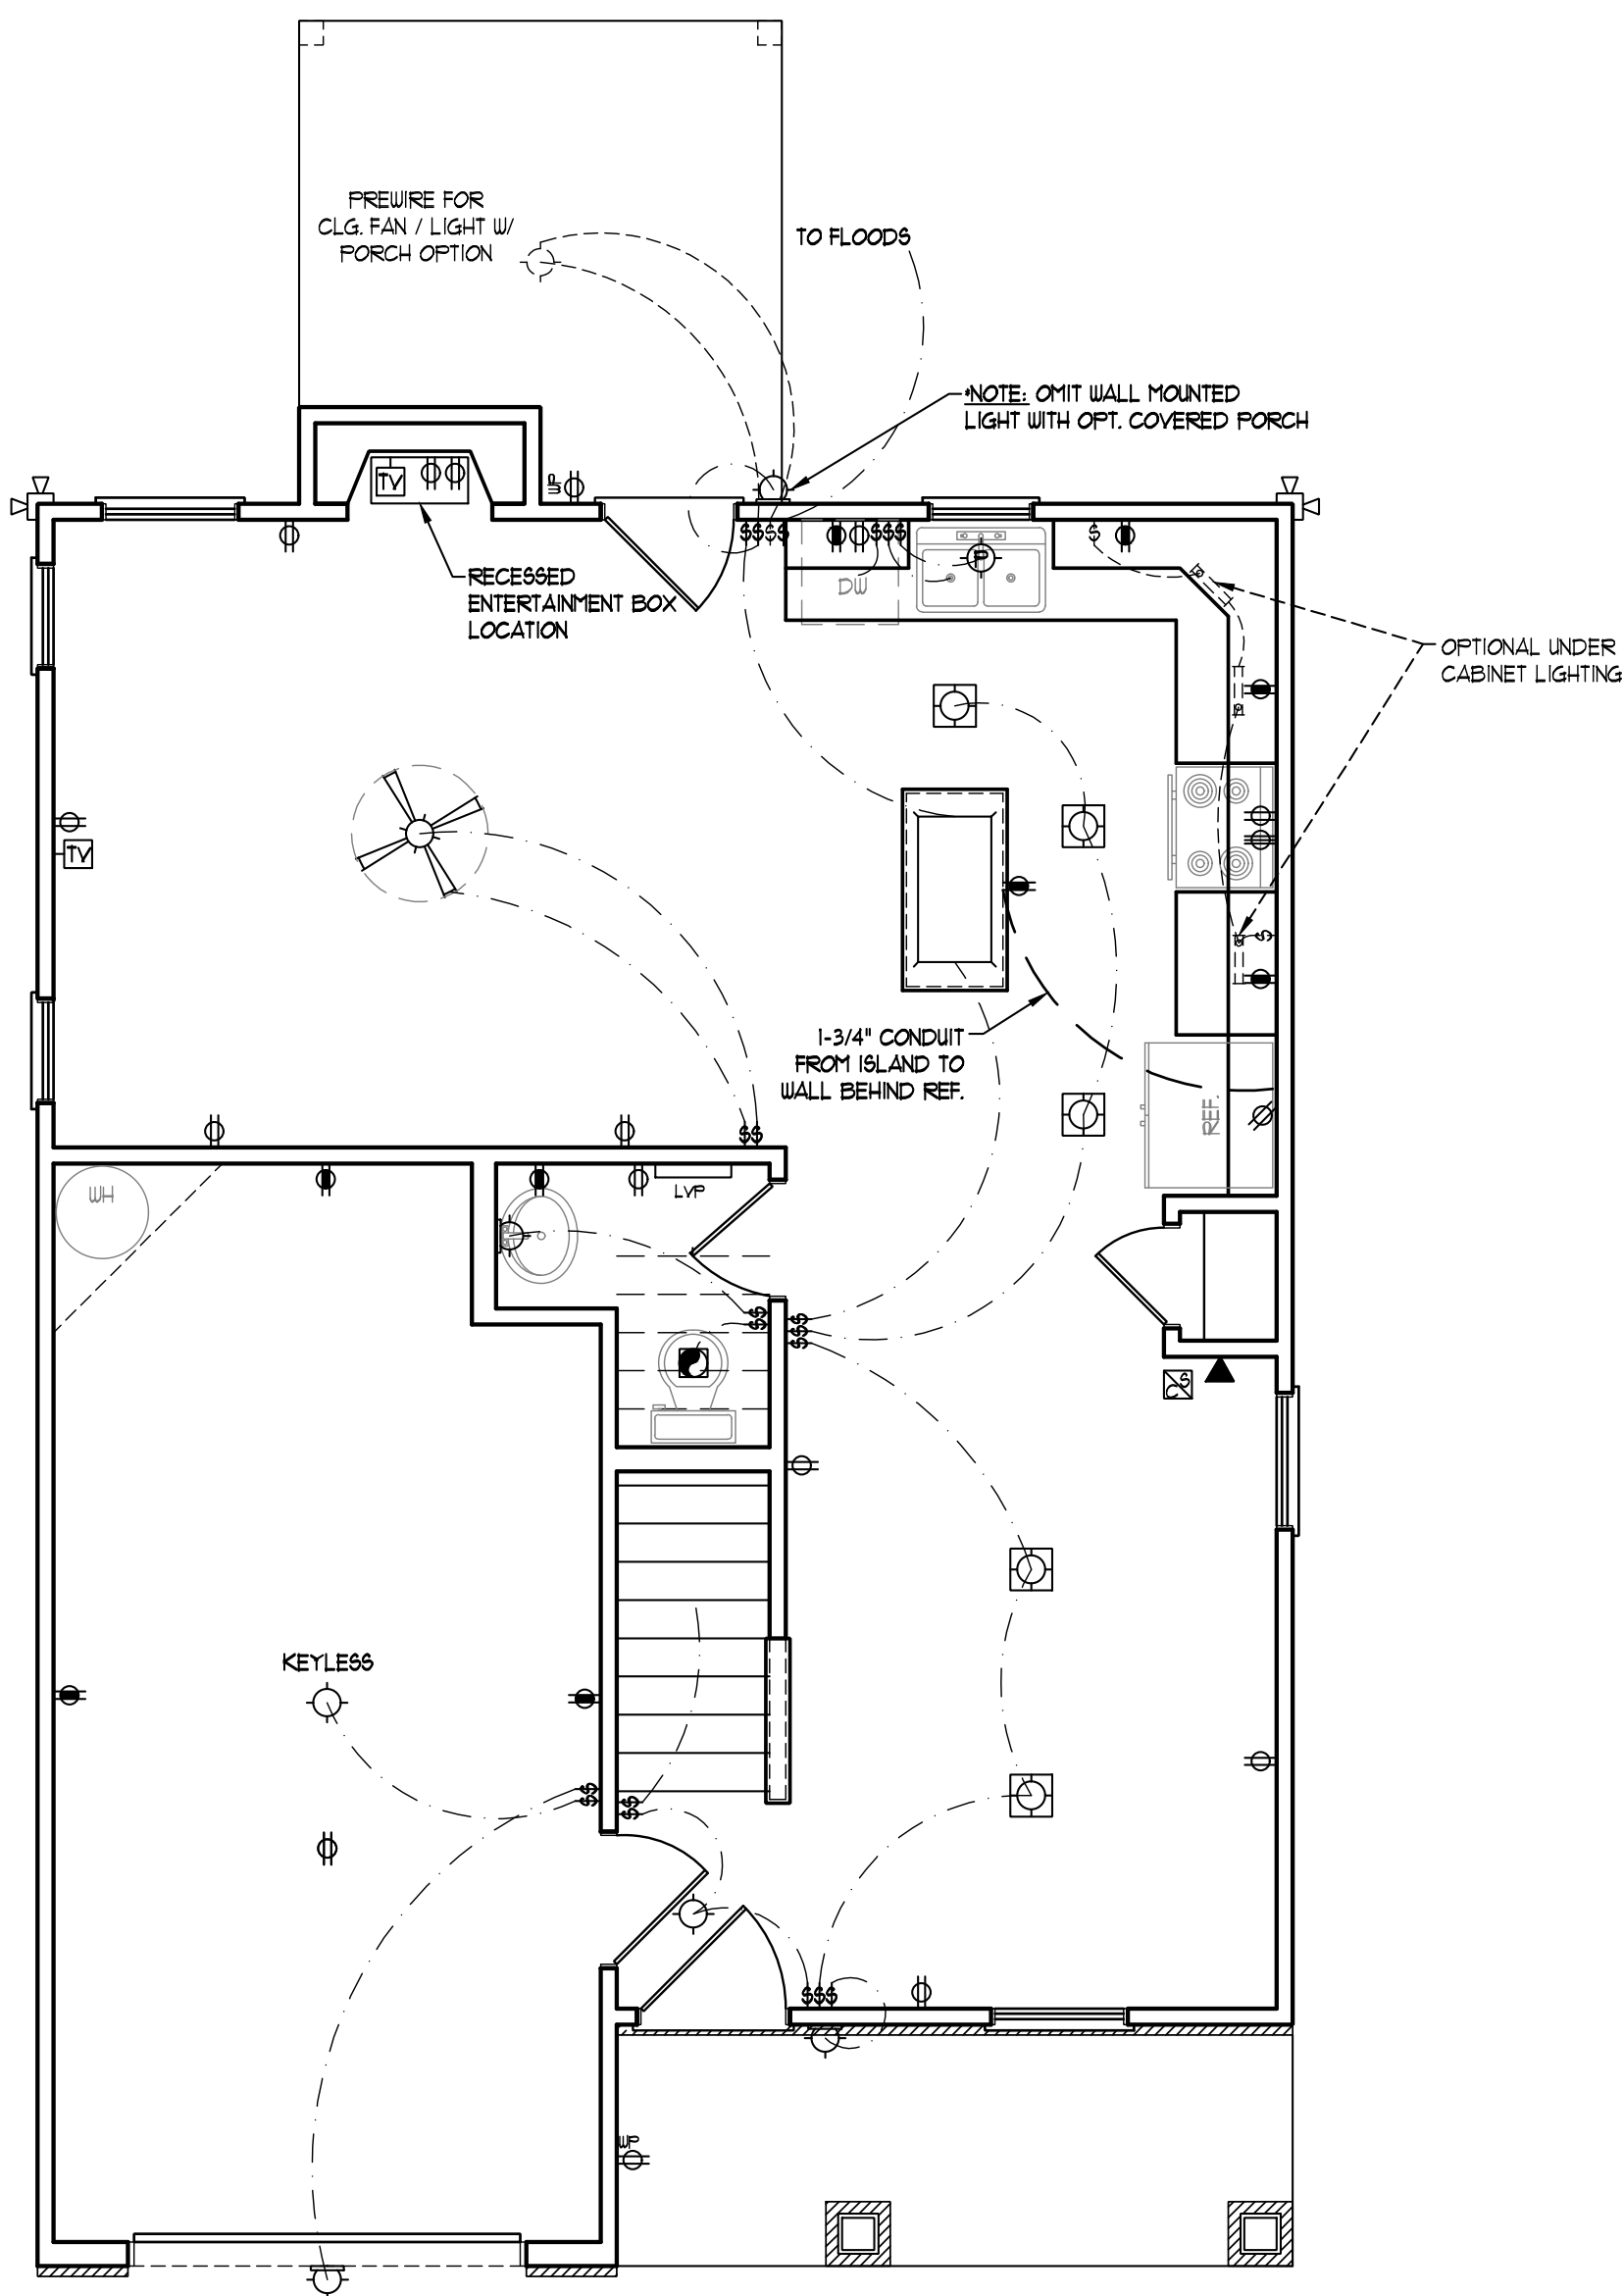 PREWIRE FOR
CLG. FAN / LIGHT W/
PORCH OPTION
TO FLOODS
*NOTE: OMIT WALL MOUNTED
LIGHT WITH OPT. COVERED PORCH
TV
WP
$$$$
$$$
P
$
DW
RECESSED
ENTERTAINMENT BOX
LOCATION
OPTIONAL UNDER
CABINET LIGHTING
TV
$
1-3/4" CONDUIT
FROM ISLAND TO
WALL BEHIND REF.
REF.
$$
WH
LVP
$$
$$$
CS
KEYLESS
$$
$$
$$$
WP